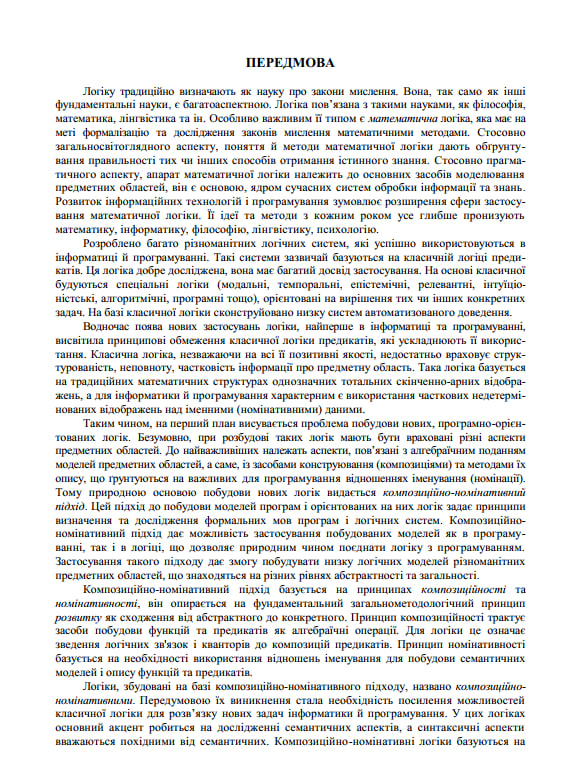 ПЕРЕДМОВА
Логіку традиційно визначають як науку про закони мислення. Вона, так само як інші
фундаментальні науки, є багатоаспектною. Логіка пов’язана з такими науками, як філософія,
математика, лінгвістика та ін. Особливо важливим її типом є математична логіка, яка має на
меті формалізацію та дослідження законів мислення математичними методами. Стосовно
загальносвітоглядного аспекту, поняття й методи математичної логіки дають обґрунту-
вання правильності тих чи інших способів отримання істинного знання. Стосовно прагма-
тичного аспекту, апарат математичної логіки належить до основних засобів моделювання
предметних областей, він є основою, ядром сучасних систем обробки інформації та знань.
Розвиток інформаційних технологій і програмування зумовлює розширення сфери застосу-
вання математичної логіки. Її ідеї та методи з кожним роком усе глибше пронизують
математику, інформатику, філософію, лінгвістику, психологію.
Розроблено багато різноманітних логічних систем, які успішно використовуються в
інформатиці й програмуванні. Такі системи зазвичай базуються на класичній логіці преди-
катів. Ця логіка добре досліджена, вона має багатий досвід застосування. На основі класичної
будуються спеціальні логіки (модальні, темпоральні, епістемічні, релевантні, інтуїціо-
ністські, алгоритмічні, програмні тощо), орієнтовані на вирішення тих чи інших конкретних
задач. На базі класичної логіки сконструйовано низку систем автоматизованого доведення.
Водночас поява нових застосувань логіки, найперше в інформатиці та програмуванні,
висвітлила принципові обмеження класичної логіки предикатів, які ускладнюють її викорис-
тання. Класична логіка, незважаючи на всі її позитивні якості, недостатньо враховує струк-
турованість, неповноту, частковість інформації про предметну область. Така логіка базується
на традиційних математичних структурах однозначних тотальних скінченно-арних відобра-
жень, а для інформатики й програмування характерним є використання часткових недетермі-
нованих відображень над іменними (номінативними) даними.
Таким чином, на перший план висувається проблема побудови нових, програмно-орієн-
тованих логік. Безумовно, при розбудові таких логік мають бути враховані різні аспекти
предметних областей. До найважливіших належать аспекти, пов’язані з алгебраїчним поданням
моделей предметних областей, а саме, із засобами конструювання (композиціями) та методами їх
опису, що ґрунтуються на важливих для програмування відношеннях іменування (номінації).
Тому природною основою побудови нових логік видається композиційно-номінативний
підхід. Цей підхід до побудови моделей програм і орієнтованих на них логік задає принципи
визначення та дослідження формальних мов програм і логічних систем. Композиційно-
номінативний підхід дає можливість застосування побудованих моделей як в програму-
ванні, так і в логіці, що дозволяє природним чином поєднати логіку з програмуванням.
Застосування такого підходу дає змогу побудувати низку логічних моделей різноманітних
предметних областей, що знаходяться на різних рівнях абстрактності та загальності.
Композиційно-номінативний підхід базується на принципах композиційності та
номінативності, він опирається на фундаментальний загальнометодологічний принцип
розвитку як сходження від абстрактного до конкретного. Принцип композиційності трактує
засоби побудови функцій та предикатів як алгебраїчні операції. Для логіки це означає
зведення логічних зв'язок і кванторів до композицій предикатів. Принцип номінативності
базується на необхідності використання відношень іменування для побудови семантичних
моделей і опису функцій та предикатів.
Логіки, збудовані на базі композиційно-номінативного підходу, названо композиційно-
номінативними. Передумовою їх виникнення стала необхідність посилення можливостей
класичної логіки для розв’язку нових задач інформатики й програмування. У цих логіках
основний акцент робиться на дослідженні семантичних аспектів, а синтаксичні аспекти
вважаються похідними від семантичних. Композиційно-номінативні логіки базуються на